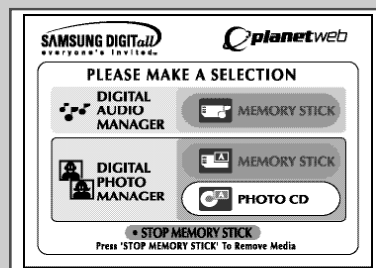 SAMSUNG DIGITall planetweb
everyone's invited.
PLEASE MAKE A SELECTION
DIGITAL
AUDIO
MANAGER
MEMORY STICK
DIGITAL
PHOTO
MANAGER
MEMORY STICK
PHOTO CD
• STOP MEMORY STICK
Press 'STOP MEMORY STICK' To Remove Media